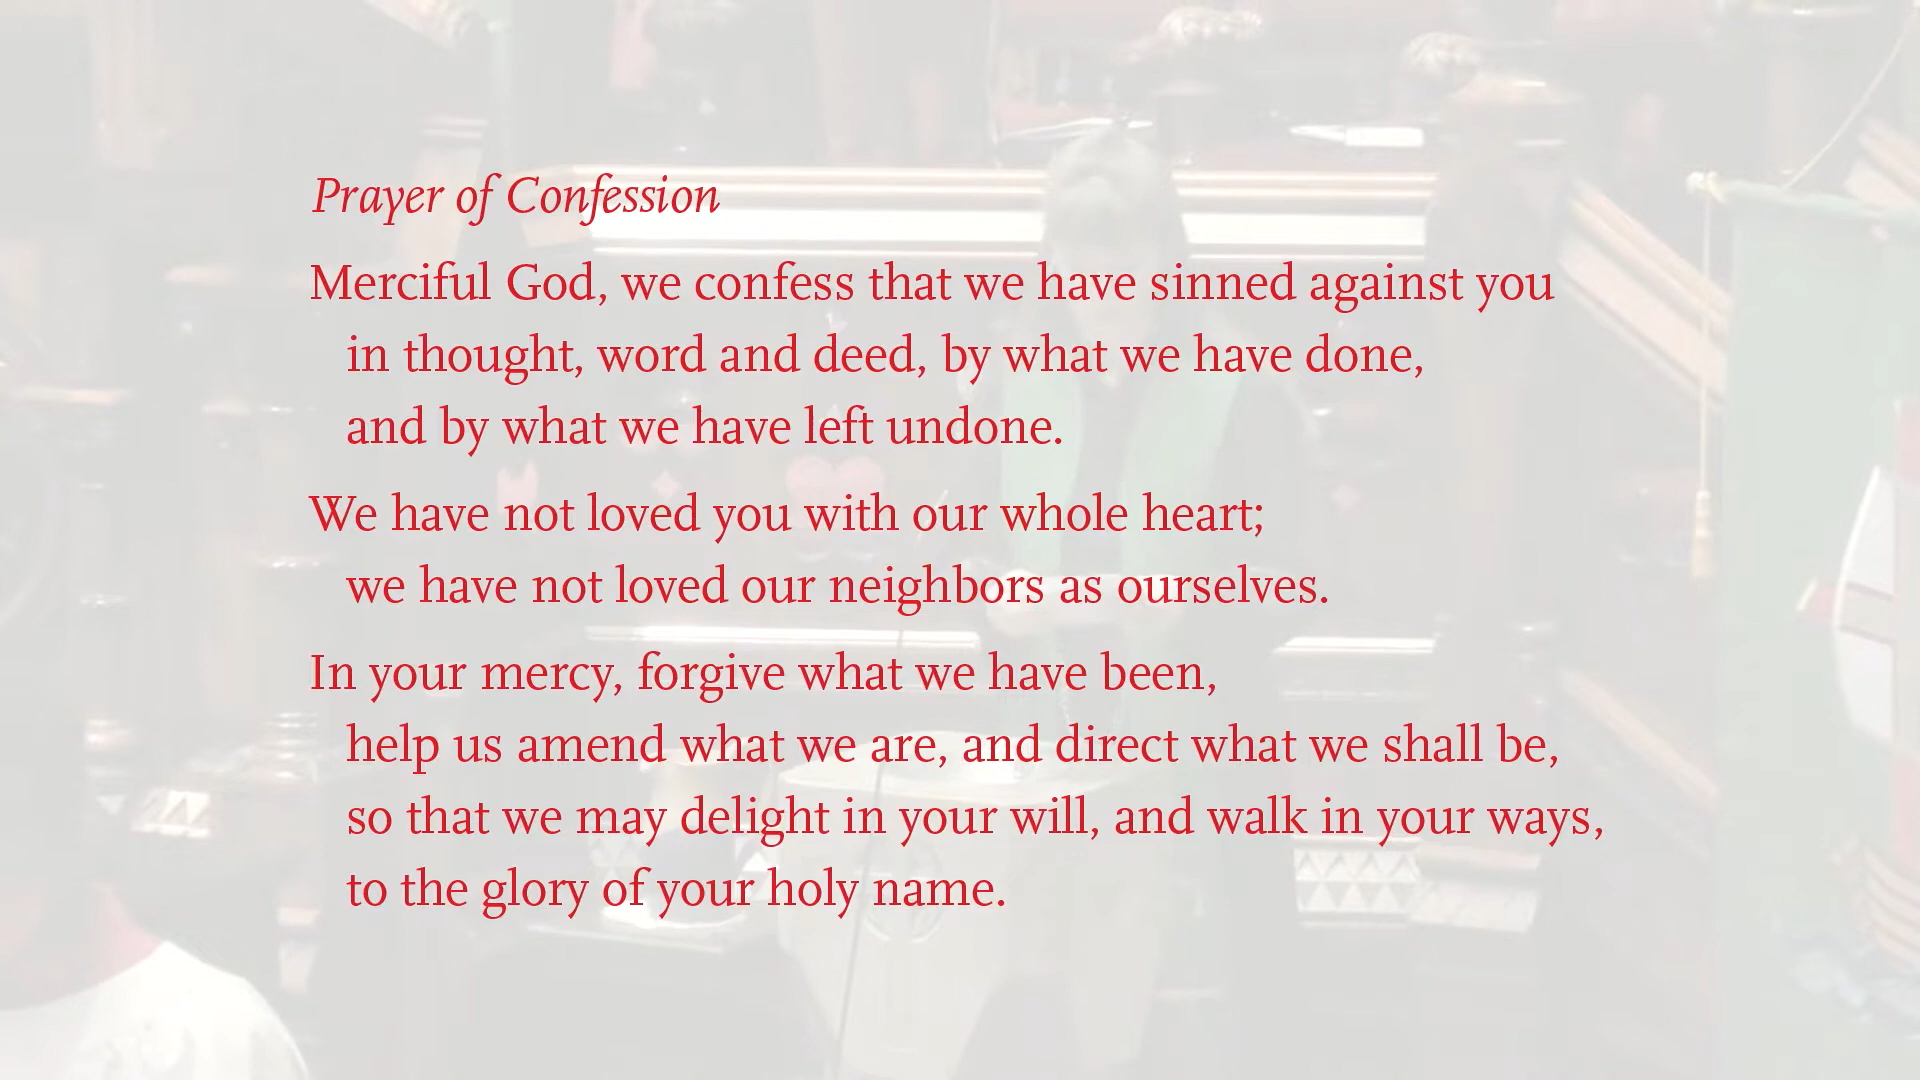 Prayer of Confession
Merciful God, we confess that we have sinned against you
in thought, word and deed, by what we have done,
and by what we have left undone.
We have not loved you with our whole heart;
we have not loved our neighbors as ourselves.
In your mercy, forgive what we have been,
help us amend what we are, and direct what we shall be,
so that we may delight in your will, and walk in your ways,
to the glory of your holy name.